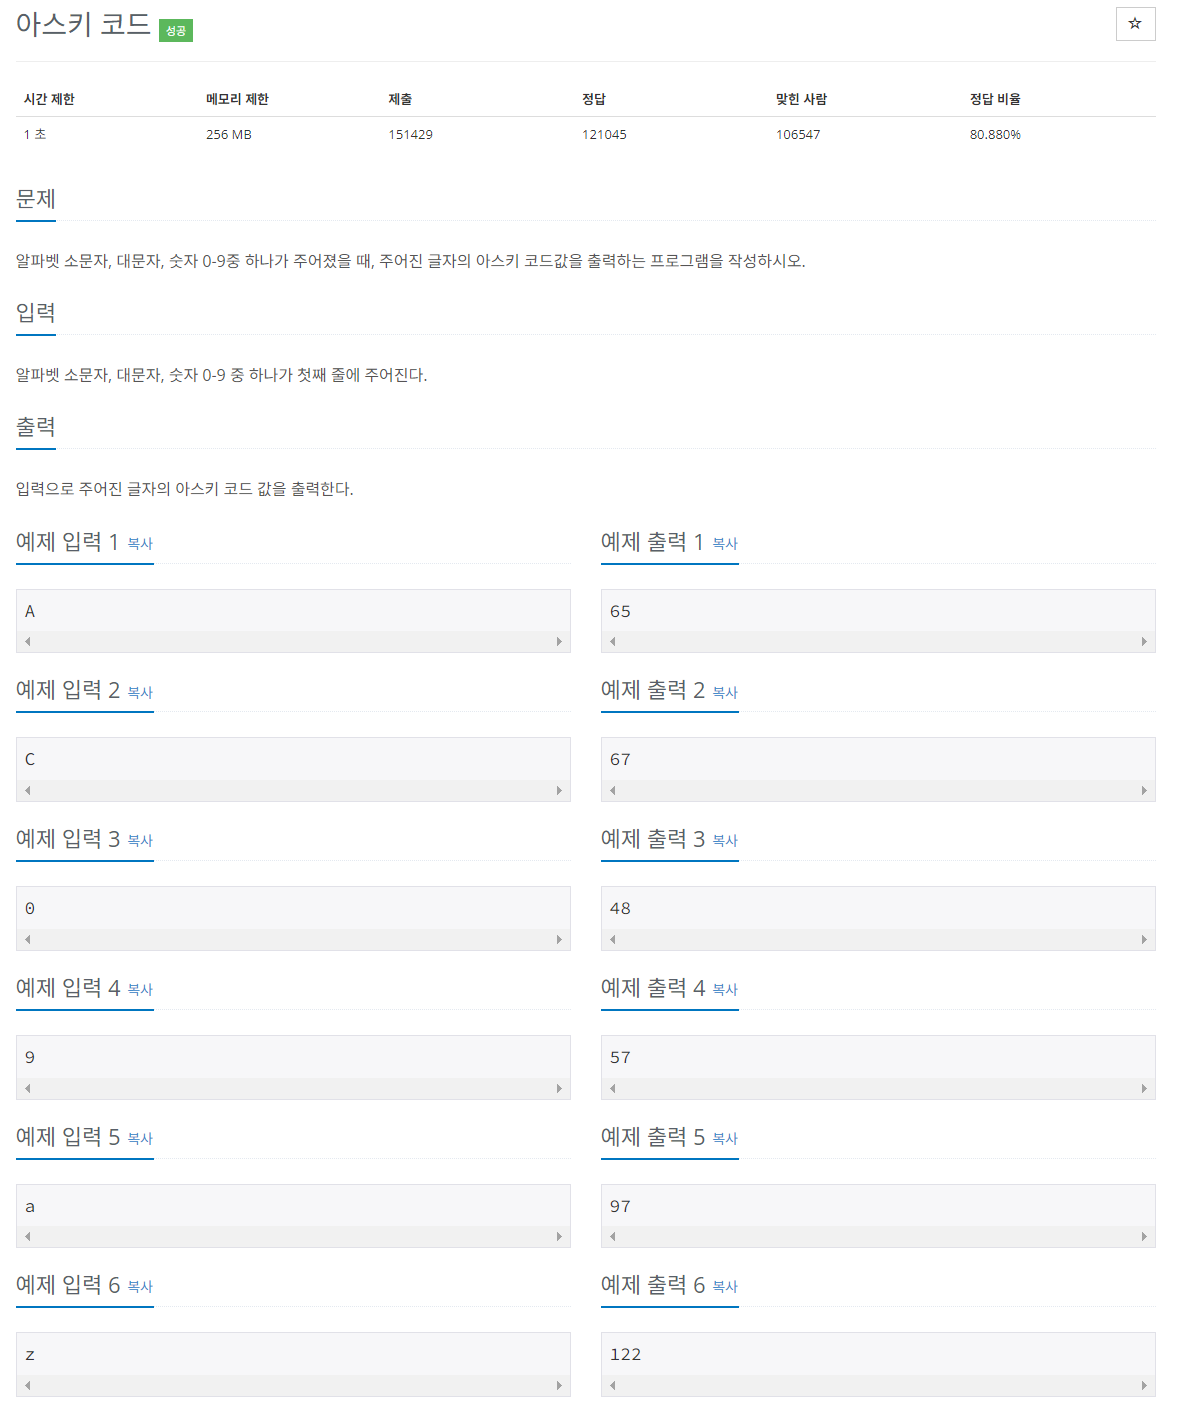 아스키 코드 성공
☆
시간 제한 메모리 제한 제출 정답 맞힌 사람 정답 비율
1 초 256 MB 151429 121045 106547 80.880%
문제
알파벳 소문자, 대문자, 숫자 0-9중 하나가 주어졌을 때, 주어진 글자의 아스키 코드값을 출력하는 프로그램을 작성하시오.
입력
알파벳 소문자, 대문자, 숫자 0-9 중 하나가 첫째 줄에 주어진다.
출력
입력으로 주어진 글자의 아스키 코드 값을 출력한다.
예제 입력 1 복사 예제 출력 1 복사
A 65
예제 입력 2 복사 예제 출력 2 복사
C 67
예제 입력 3 복사 예제 출력 3 복사
0 48
예제 입력 4 복사 예제 출력 4 복사
9 57
예제 입력 5 복사 예제 출력 5 복사
a 97
예제 입력 6 복사 예제 출력 6 복사
z 122